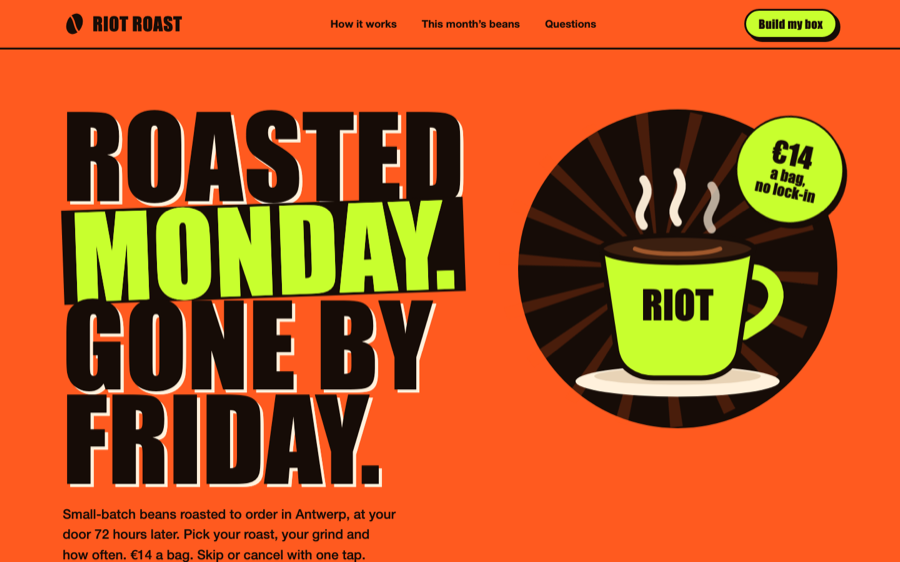 RIOT ROAST
How it works
This month’s beans
Questions
Build my box
ROASTED
MONDAY.
GONE BY
FRIDAY.
€14
a bag,
no lock-in
RIOT
Small-batch beans roasted to order in Antwerp, at your
door 72 hours later. Pick your roast, your grind and
how often. €14 a bag. Skip or cancel with one tap.